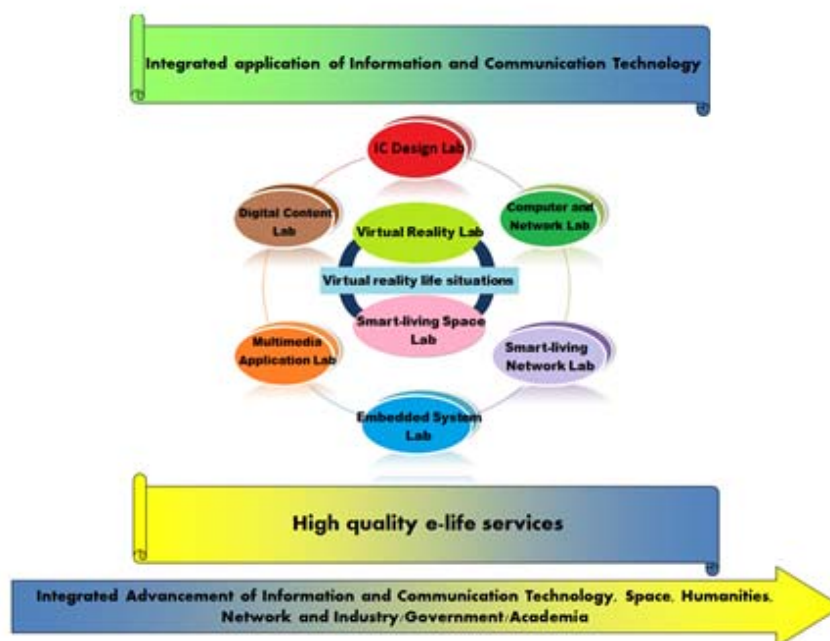 Integrated application of Information and Communication Technology
IC Design Lab
Digital Content
Lab
Computer and
Network Lab
Virtual Reality Lab
Virtual reality life situations
Smart-living Space
Lab
Multimedia
Application Lab
Smart-living
Network Lab
Embedded System
Lab
High quality e-life services
Integrated Advancement of Information and Communication Technology, Space, Humanities,
Network and Industry/Government/Academia